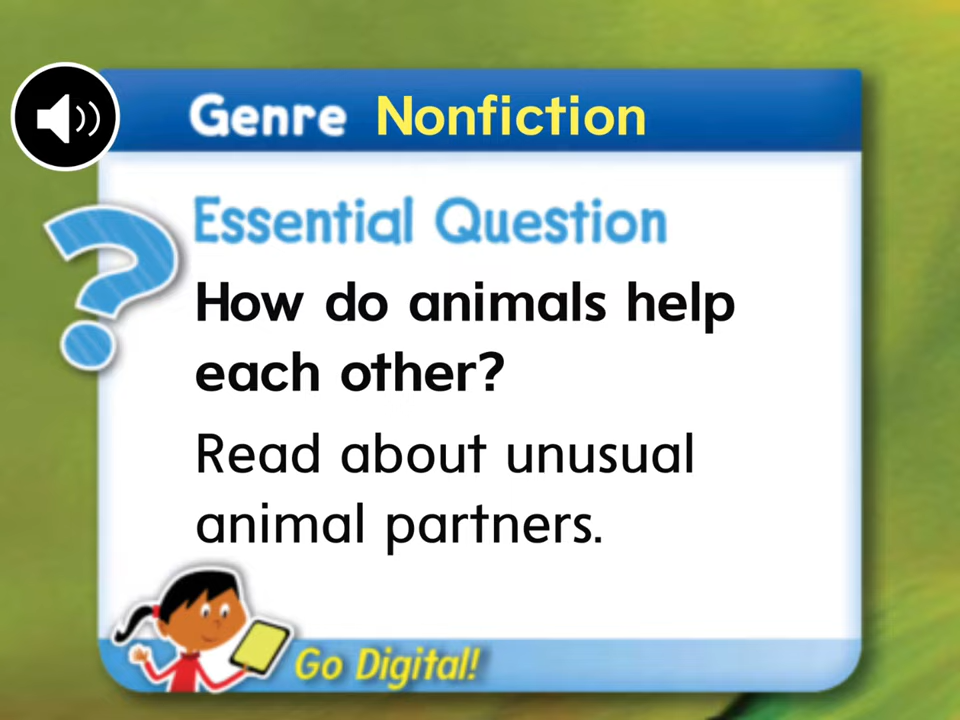 Genre Nonfiction
Essential Question
How do animals help
each other?
Read about unusual
animal partners.
Go Digital!